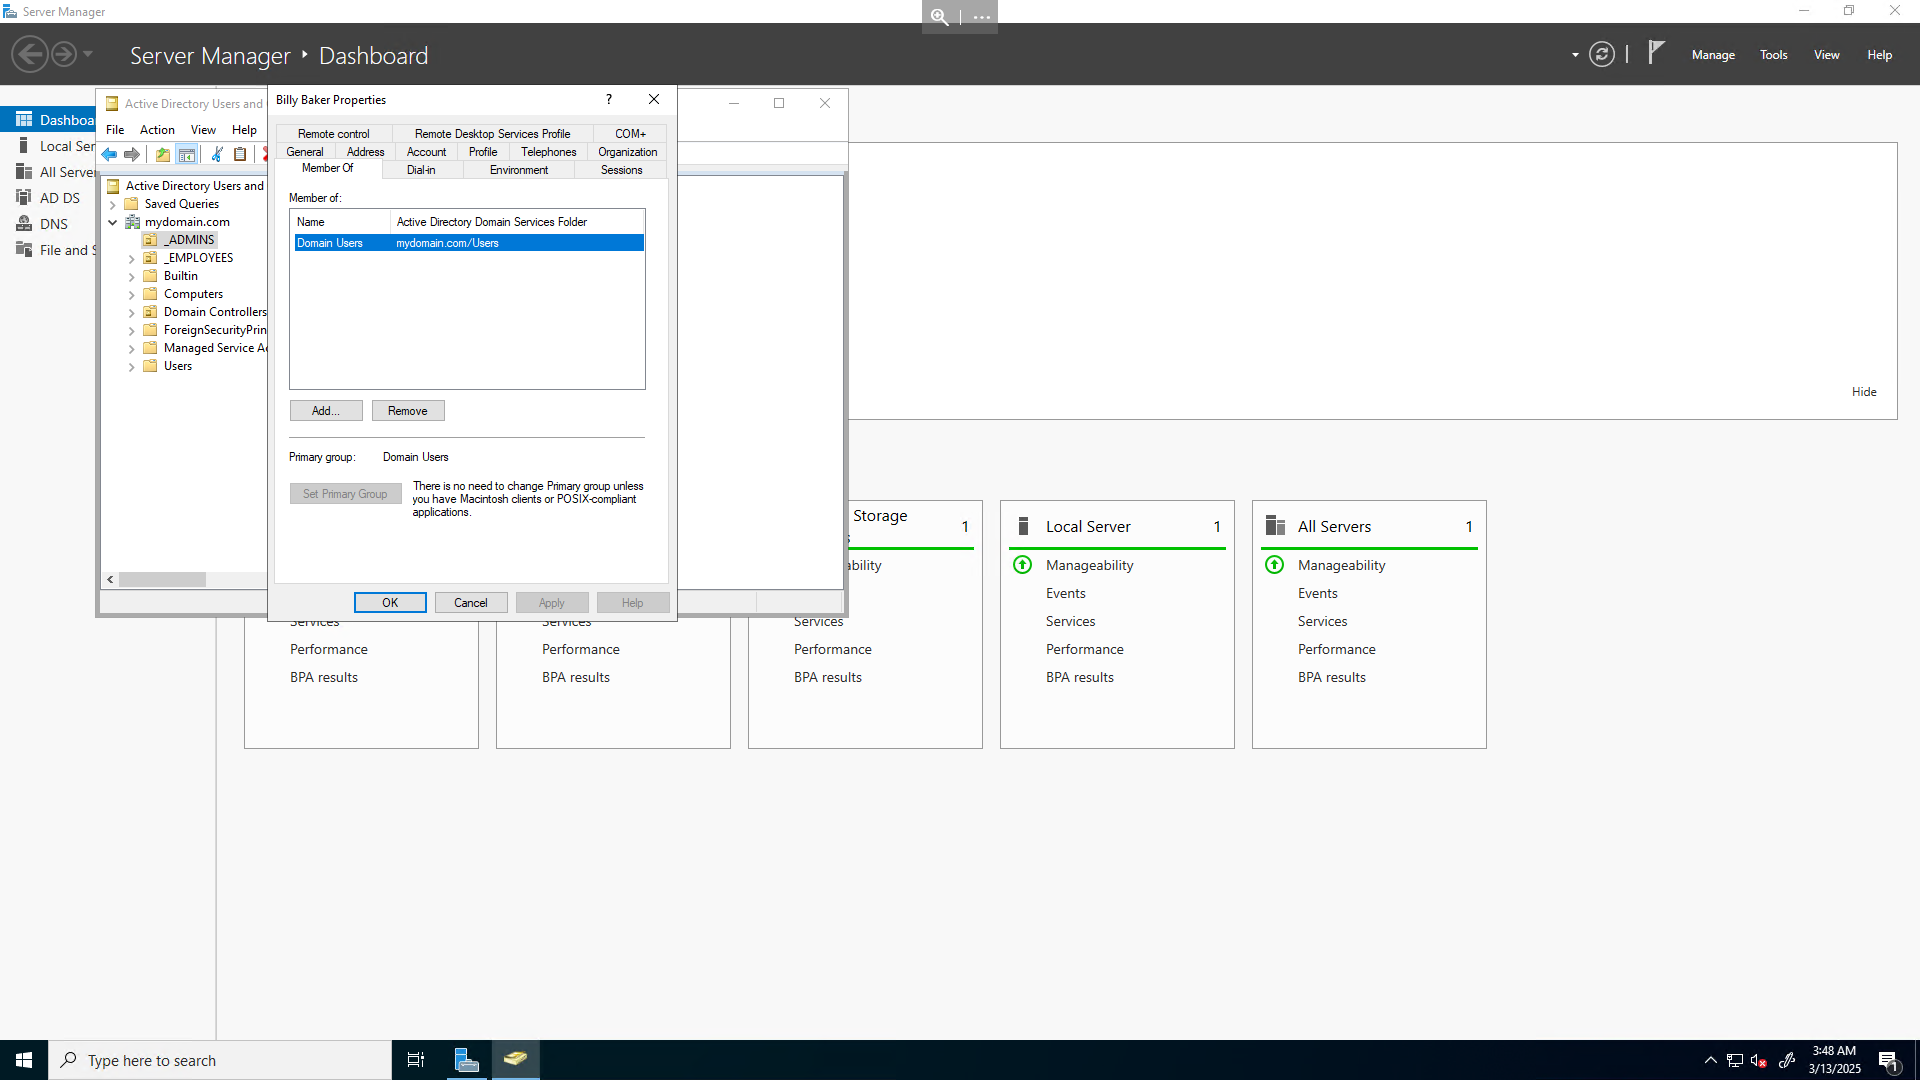 Server Manager
Server Manager
Dashboard
Manage
Tools
View
Help
Dashboa
Local Ser
All Server
AD DS
DNS
File and S
Active Directory Users and
File
Action
View
Help
Active Directory Users and
Saved Queries
mydomain.com
_ADMINS
_EMPLOYEES
Builtin
Computers
Domain Controllers
ForeignSecurityPrin
Managed Service Ac
Users
Billy Baker Properties
?
Remote control
Remote Desktop Services Profile
COM+
General
Address
Account
Profile
Telephones
Organization
Member Of
Dial-in
Environment
Sessions
Member of:
Name
Active Directory Domain Services Folder
Domain Users
mydomain.com/Users
Add...
Remove
Primary group:
Domain Users
Set Primary Group
There is no need to change Primary group unless
you have Macintosh clients or POSIX-compliant
applications.
OK
Cancel
Apply
Help
Hide
Services
Performance
BPA results
Services
Performance
BPA results
Storage
1
s
ability
Services
Performance
BPA results
Local Server
1
Manageability
Events
Services
Performance
BPA results
All Servers
1
Manageability
Events
Services
Performance
BPA results
Type here to search
3:48 AM
3/13/2025
1